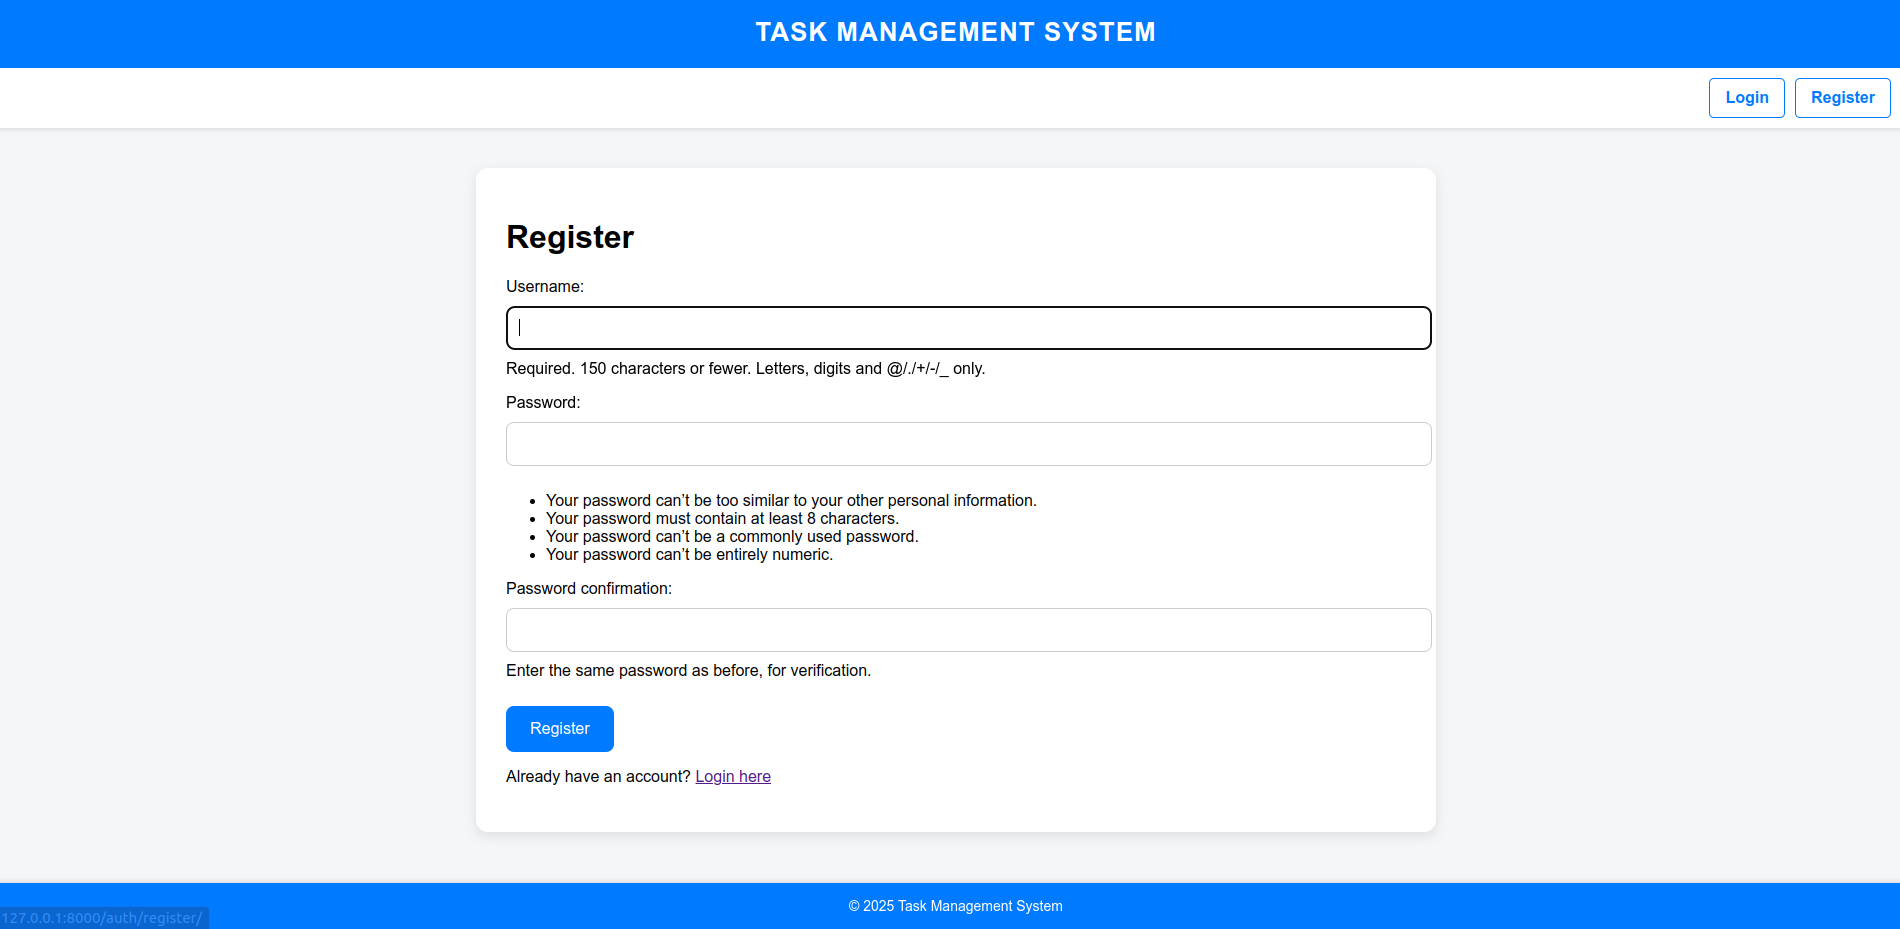 TASK MANAGEMENT SYSTEM
Login Register
Register
Username:
Required. 150 characters or fewer. Letters, digits and @/./+/-/_ only.
Password:
Your password can’t be too similar to your other personal information.
Your password must contain at least 8 characters.
Your password can’t be a commonly used password.
Your password can’t be entirely numeric.
Password confirmation:
Enter the same password as before, for verification.
Register
Already have an account? Login here
© 2025 Task Management System
127.0.0.1:8000/auth/register/